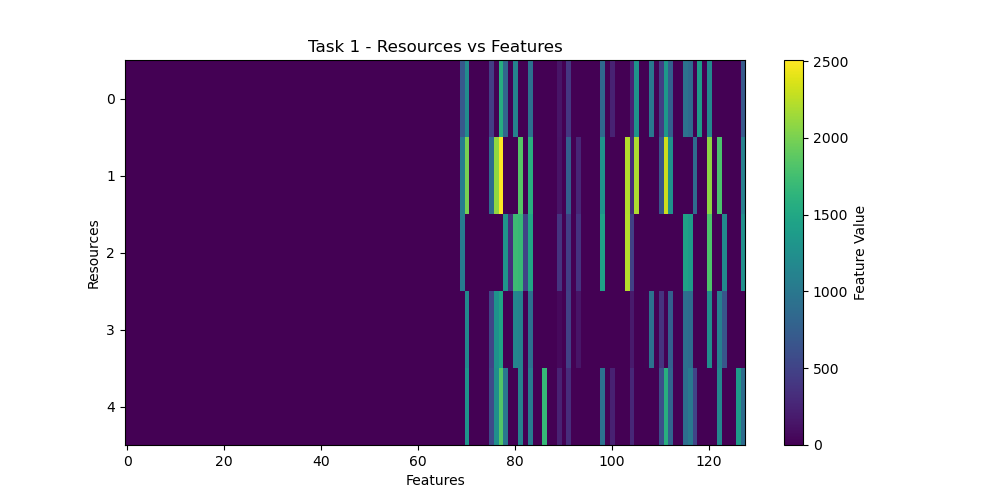 Task 1 - Resources vs Features
Resources
0
1
2
3
4
0 20 40 60 80 100 120
Features
2500
2000
1500
1000
500
0
Feature Value